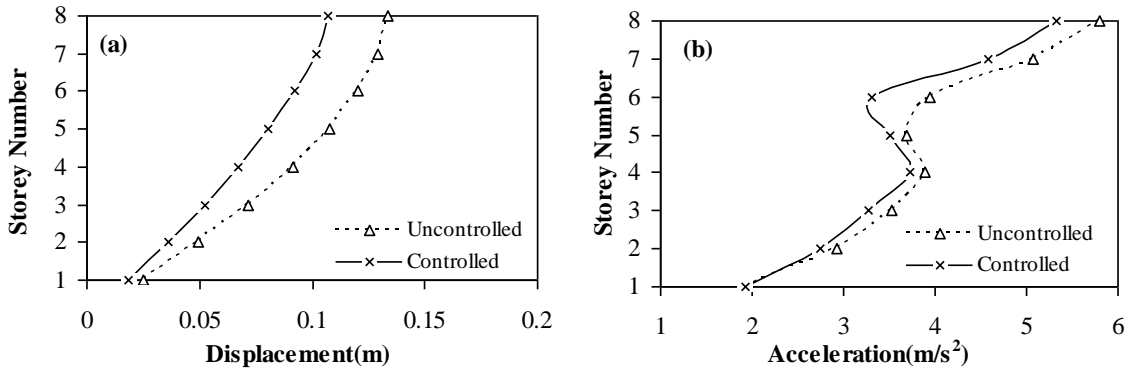 8
7
6
5
4
3
2
1
Storey Number
(a)
Uncontrolled
Controlled
0
0.05
0.1
0.15
0.2
Displacement(m)
8
7
6
5
4
3
2
1
Storey Number
(b)
Uncontrolled
Controlled
1
2
3
4
5
6
Acceleration(m/s²)